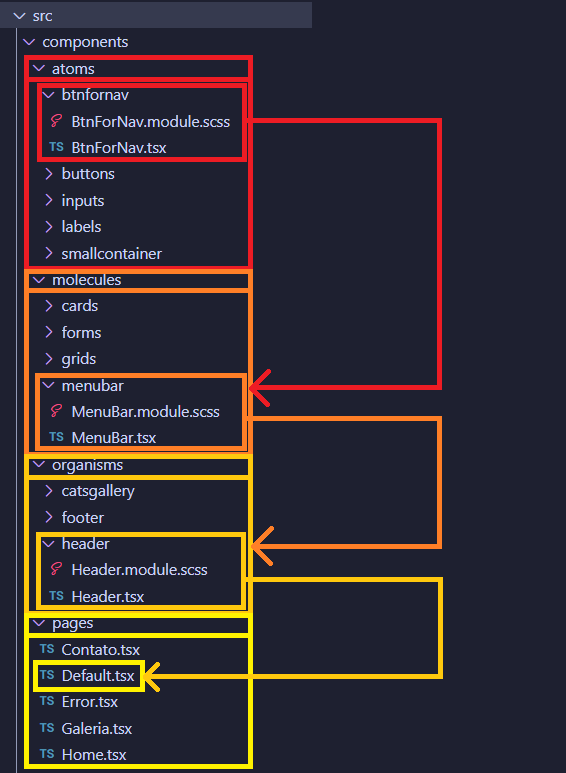 src
components
atoms
btnfornav
BtnForNav.module.scss
TS BtnForNav.tsx
buttons
inputs
labels
smallcontainer
molecules
cards
forms
grids
menubar
MenuBar.module.scss
TS MenuBar.tsx
organisms
catsgallery
footer
header
Header.module.scss
TS Header.tsx
pages
TS Contato.tsx
TS Default.tsx
TS Error.tsx
TS Galeria.tsx
TS Home.tsx